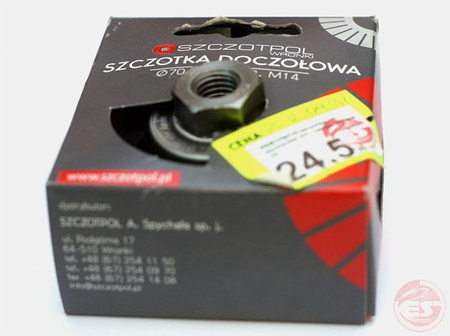 SZCZOTPOL
WRONKI
SZCZOTKA DOCZOŁOWA
Ø70 M14
CENA
24.5
www.szczotpol.pl
dystrybutor:
SZCZOTPOL A. Spychała sp. j.
ul. Podgórna 17
64-510 Wronki
tel. +48 (67) 254 11 50
tel. +48 (67) 254 09 70
fax +48 (67) 254 14 08
info@szczotpol.pl
ES